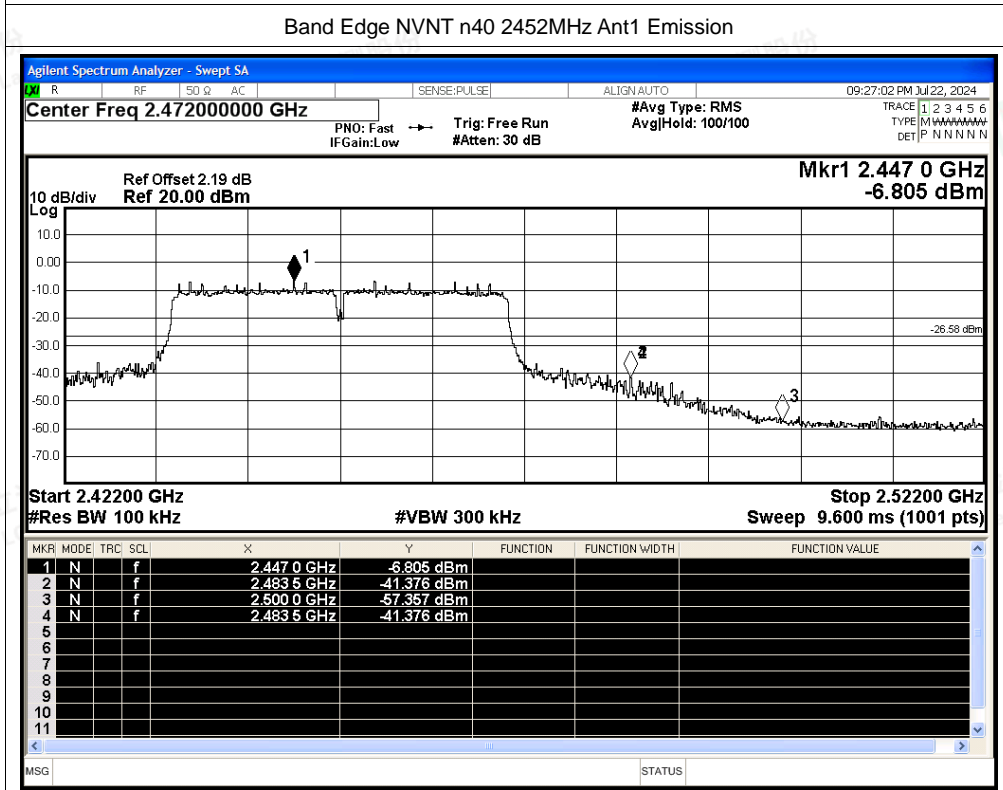 Band Edge NVNT n40 2452MHz Ant1 Emission
Agilent Spectrum Analyzer - Swept SA
LXI R RF 50 Ω AC SENSE:PULSE ALIGN AUTO 09:27:02 PM Jul 22, 2024
Center Freq 2.472000000 GHz #Avg Type: RMS TRACE 1 2 3 4 5 6
PNO: Fast Trig: Free Run Avg|Hold: 100/100 TYPE M WWWWW
IFGain:Low #Atten: 30 dB DET P N N N N N
Mkr1 2.447 0 GHz
Ref Offset 2.19 dB
10 dB/div Ref 20.00 dBm -6.805 dBm
Log
10.0
0.00
1
-10.0
-20.0
-26.58 dBm
-30.0
-40.0
-50.0
3
-60.0
-70.0
Start 2.42200 GHz Stop 2.52200 GHz
#Res BW 100 kHz #VBW 300 kHz Sweep 9.600 ms (1001 pts)
MKR MODE TRC SCL X Y FUNCTION FUNCTION WIDTH FUNCTION VALUE
1 N f 2.447 0 GHz -6.805 dBm
2 N f 2.483 5 GHz -41.376 dBm
3 N f 2.500 0 GHz -57.357 dBm
4 N f 2.483 5 GHz -41.376 dBm
5
6
7
8
9
10
11
MSG STATUS